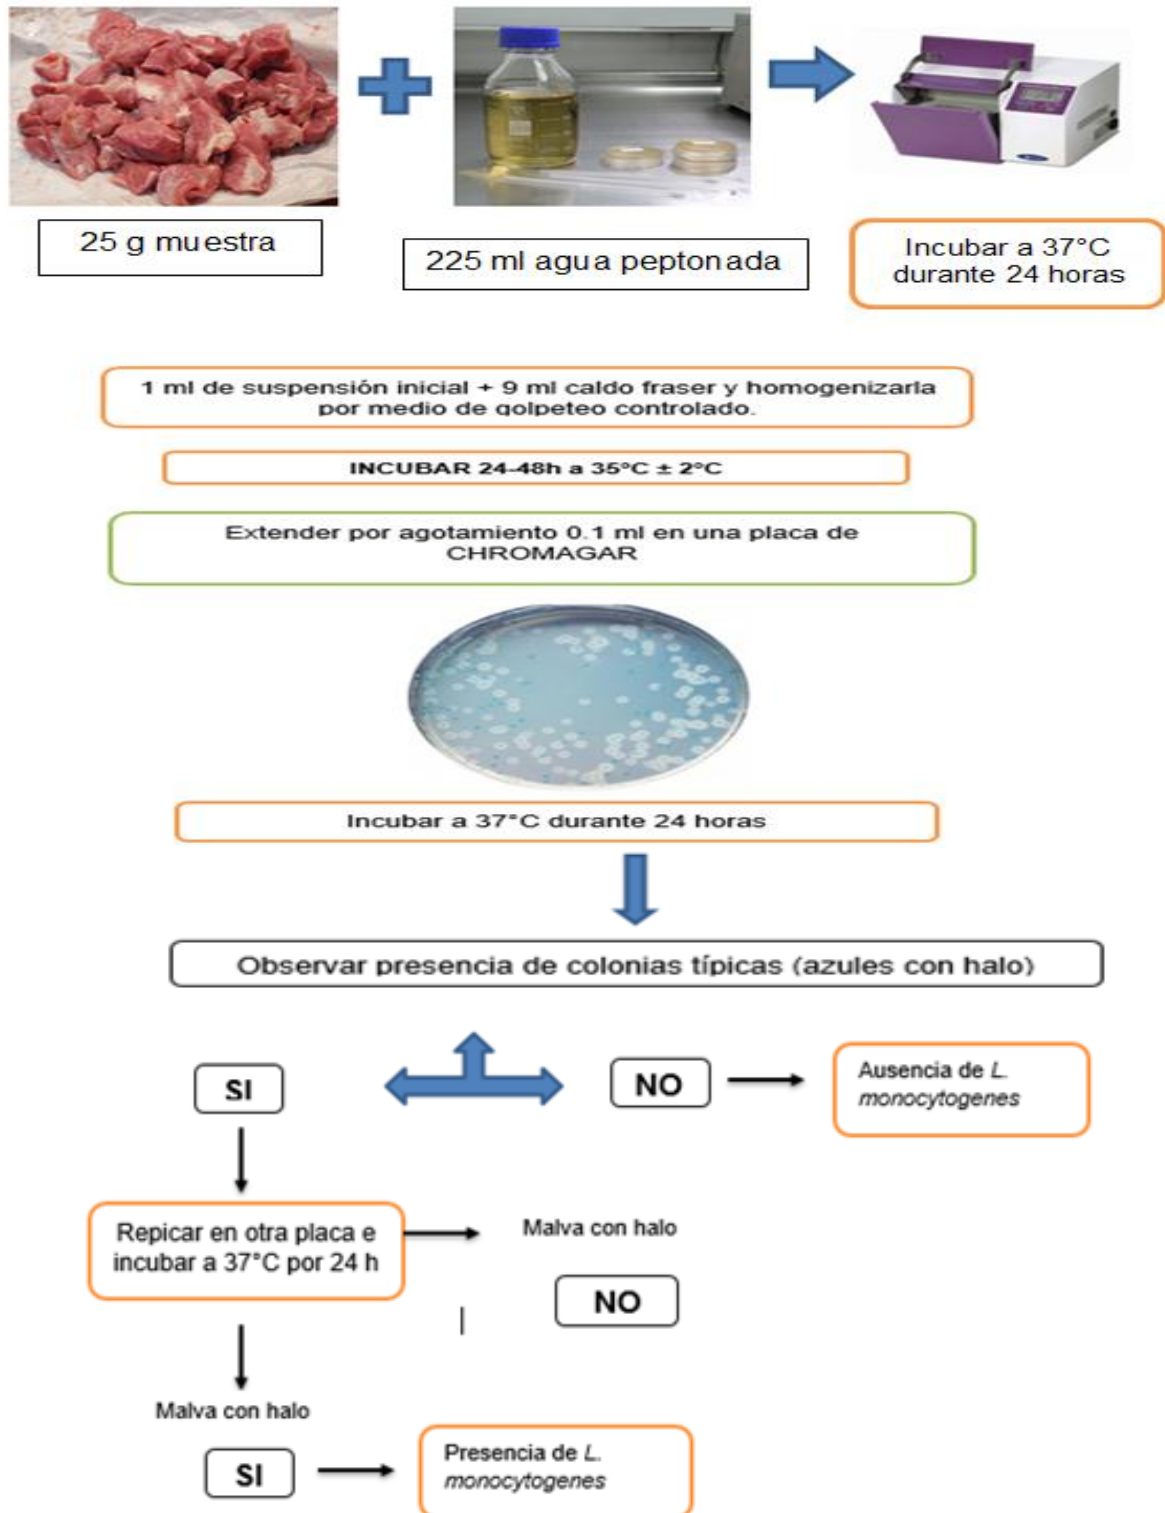 25 g muestra
225 ml agua peptonada
Incubar a 37°C
durante 24 horas
1 ml de suspensión inicial + 9 ml caldo fraser y homogenizarla
por medio de golpeteo controlado.
INCUBAR 24-48h a 35°C ± 2°C
Extender por agotamiento 0.1 ml en una placa de
CHROMAGAR
Incubar a 37°C durante 24 horas
Observar presencia de colonias típicas (azules con halo)
SI
NO
Ausencia de L.
monocytogenes
Repicar en otra placa e
incubar a 37°C por 24 h
Malva con halo
NO
Malva con halo
SI
Presencia de L.
monocytogenes